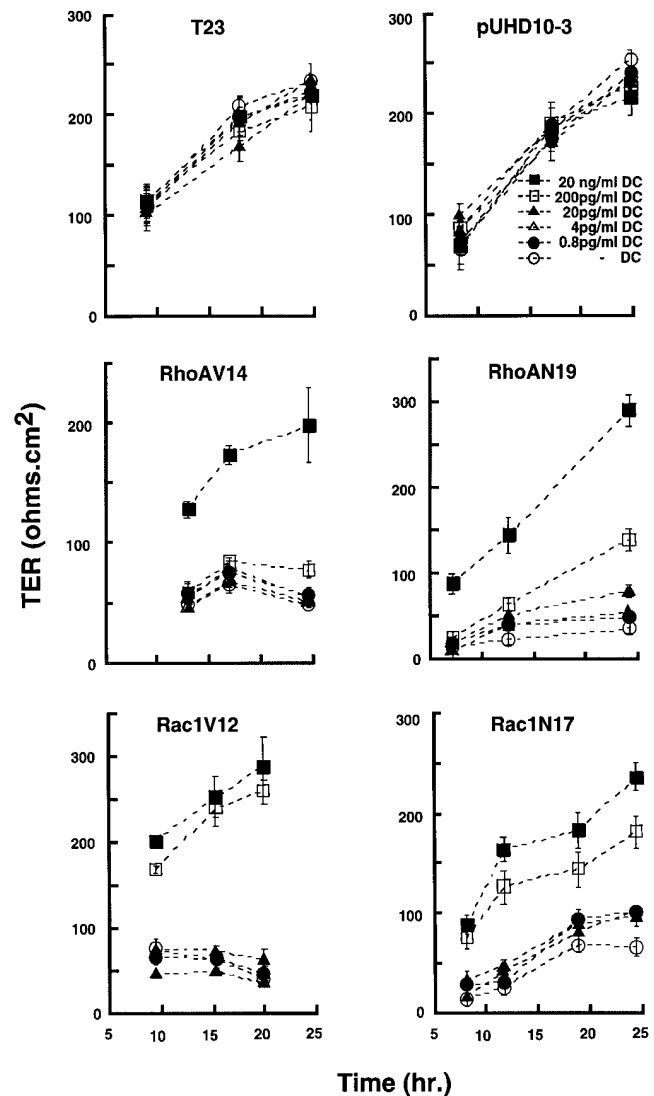 T23
pUHD10-3
300
200
100
0
300
200
100
0
20 ng/ml DC
200pg/ml DC
20pg/ml DC
4pg/ml DC
0.8pg/ml DC
- DC
TER (ohms.cm2)
RhoAV14
RhoAN19
200
100
0
300
200
100
0
Rac1V12
Rac1N17
300
200
100
0
300
200
100
0
5 10 15 20 25
5 10 15 20 25
Time (hr.)